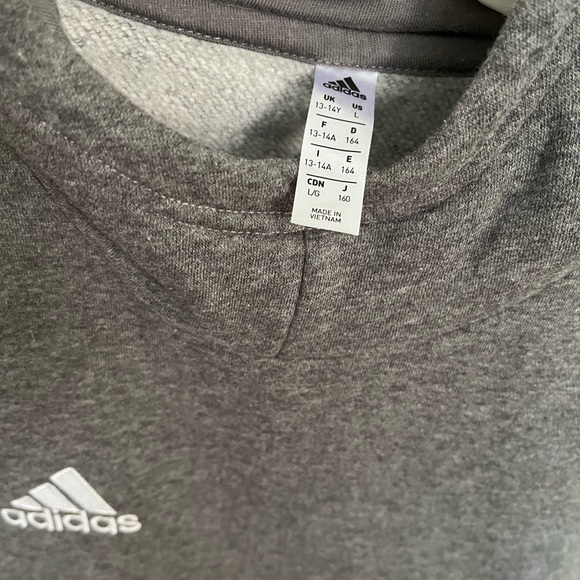 adidas
UK US
13-14Y L
F D
13-14A 164
I E
13-14A 164
CDN J
L/G 160
MADE IN
VIETNAM
adidas